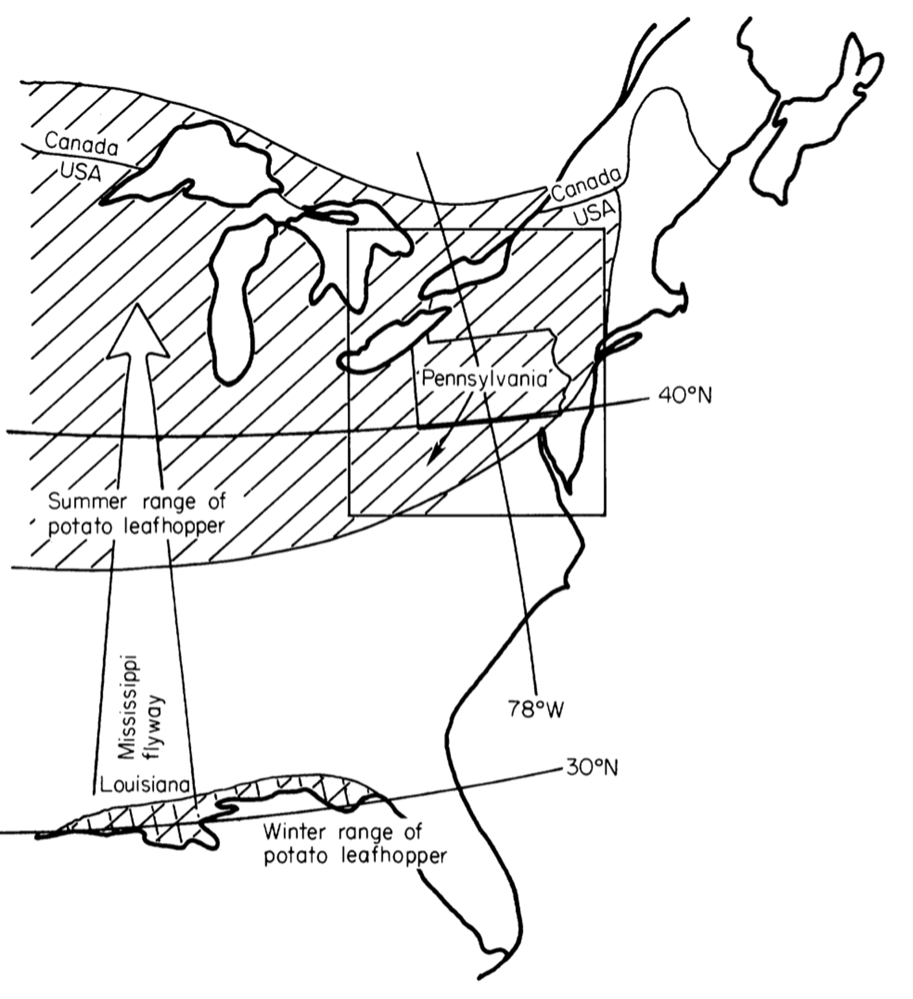 Canada
USA
Canada
USA
Pennsylvania
40°N
Summer range of
potato leafhopper
Mississippi
flyway
78°W
30°N
Louisiana
Winter range of
potato leafhopper